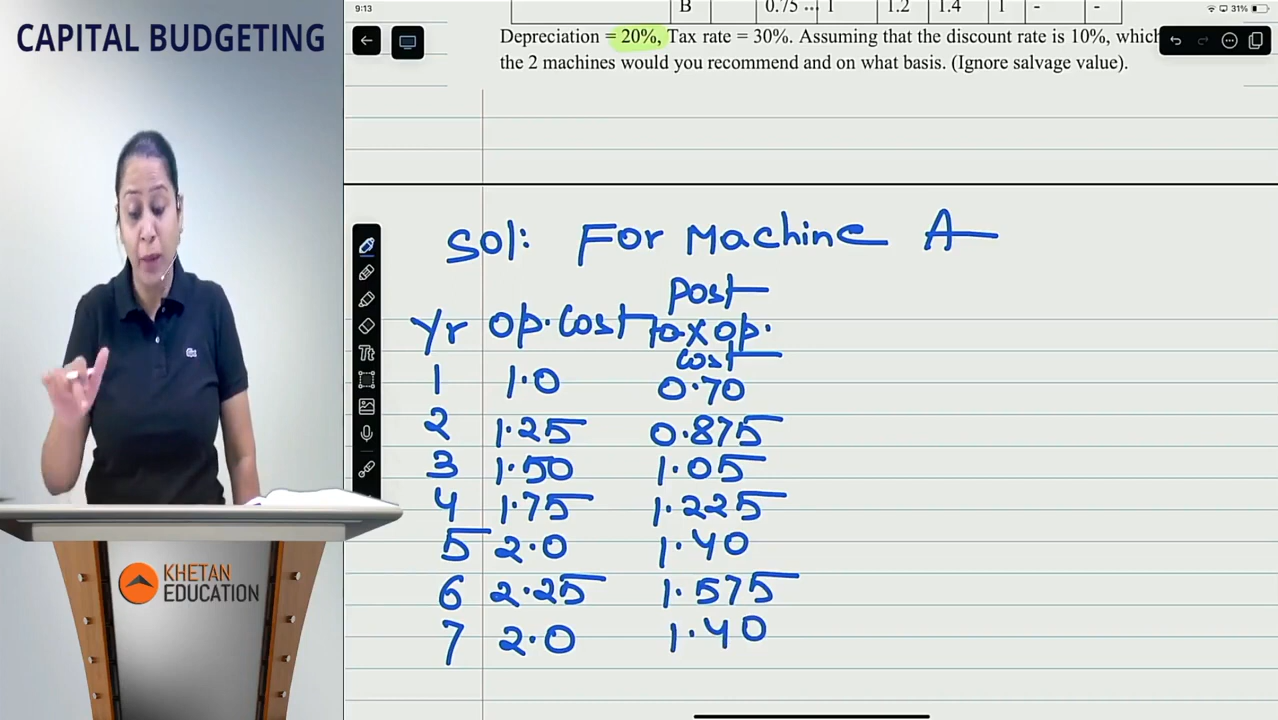 CAPITAL BUDGETING
9:13
31%
B 0.75 ... 1 1.2 1.4 1 - -
Depreciation = 20%, Tax rate = 30%. Assuming that the discount rate is 10%, which
the 2 machines would you recommend and on what basis. (Ignore salvage value).
Sol: For Machine A
Yr Op. Cost Post tax op. cost
1 1.0 0.70
2 1.25 0.875
3 1.50 1.05
4 1.75 1.225
5 2.0 1.40
6 2.25 1.575
7 2.0 1.40
Tt
KHETAN
EDUCATION